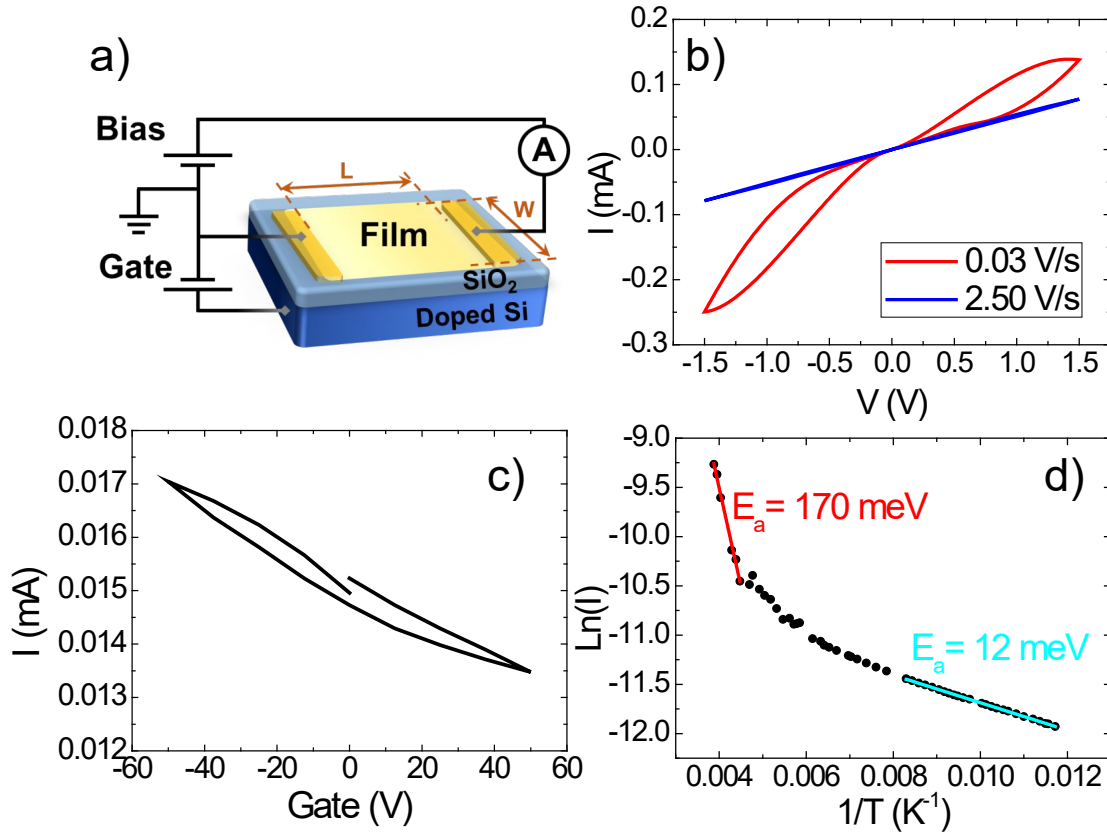 a)
Bias
A
L
W
Film
Gate
SiO2
Doped Si
b)
0.2
0.1
0.0
-0.1
-0.2
-0.3
I (mA)
0.03 V/s
2.50 V/s
-1.5 -1.0 -0.5 0.0 0.5 1.0 1.5
V (V)
c)
0.018
0.017
0.016
0.015
0.014
0.013
0.012
I (mA)
-60 -40 -20 0 20 40 60
Gate (V)
d)
-9.0
-9.5
-10.0
-10.5
-11.0
-11.5
-12.0
Ln(I)
Ea= 170 meV
Ea= 12 meV
0.004 0.006 0.008 0.010 0.012
1/T (K-1)